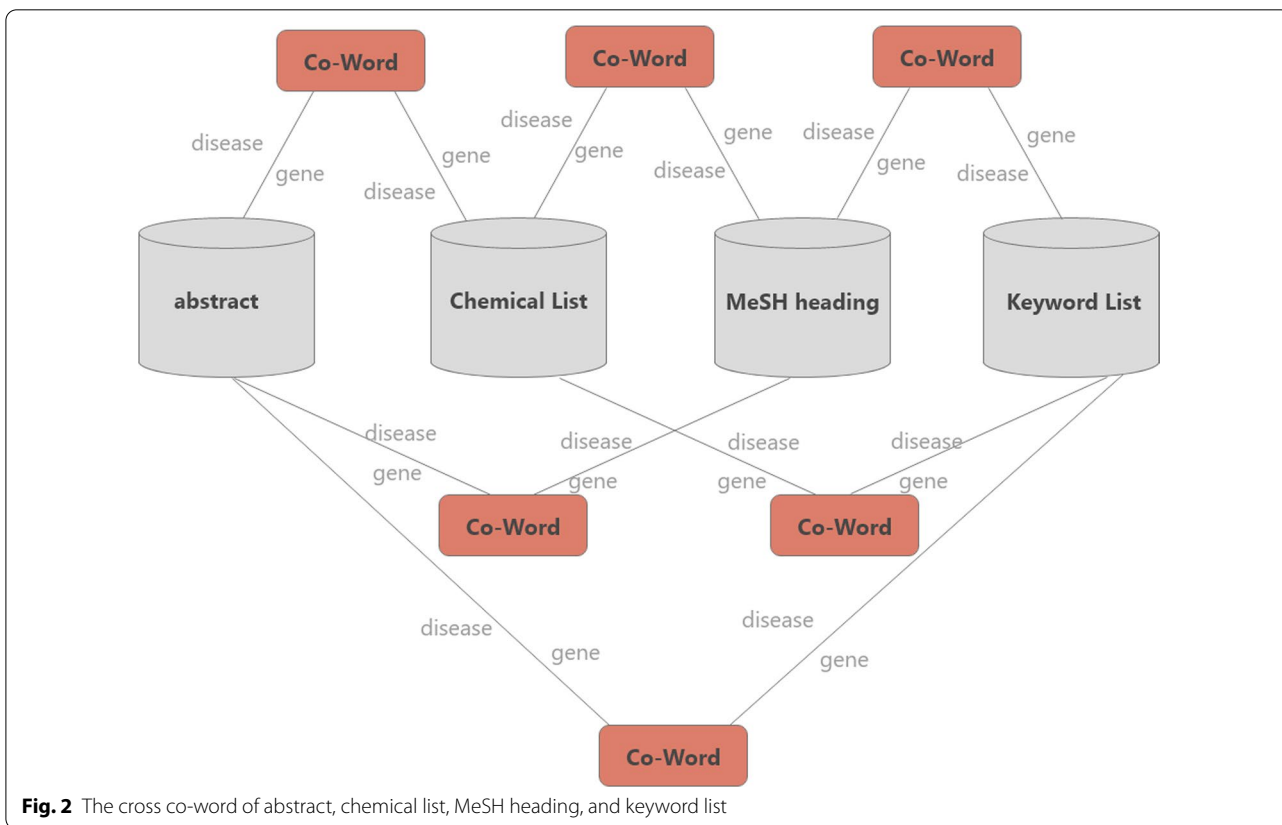 Co-Word
Co-Word
Co-Word
disease
gene
gene
disease
disease
gene
gene
disease
disease
gene
gene
disease
abstract
Chemical List
MeSH heading
Keyword List
disease
gene
disease
gene
disease
gene
disease
gene
Co-Word
Co-Word
disease
gene
disease
gene
Co-Word
Fig. 2 The cross co-word of abstract, chemical list, MeSH heading, and keyword list